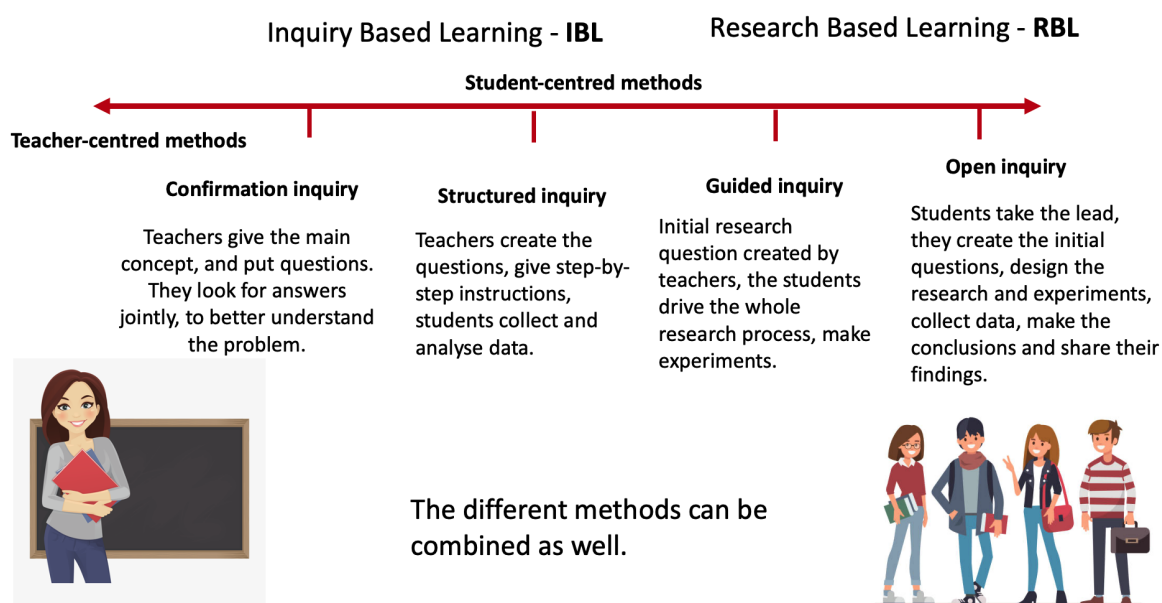 Inquiry Based Learning - IBL
Research Based Learning - RBL
Student-centred methods
Teacher-centred methods
Confirmation inquiry
Teachers give the main
concept, and put questions.
They look for answers
jointly, to better understand
the problem.
Structured inquiry
Teachers create the
questions, give step-by-
step instructions,
students collect and
analyse data.
Guided inquiry
Initial research
question created by
teachers, the students
drive the whole
research process, make
experiments.
Open inquiry
Students take the lead,
they create the initial
questions, design the
research and experiments,
collect data, make the
conclusions and share their
findings.
The different methods can be
combined as well.